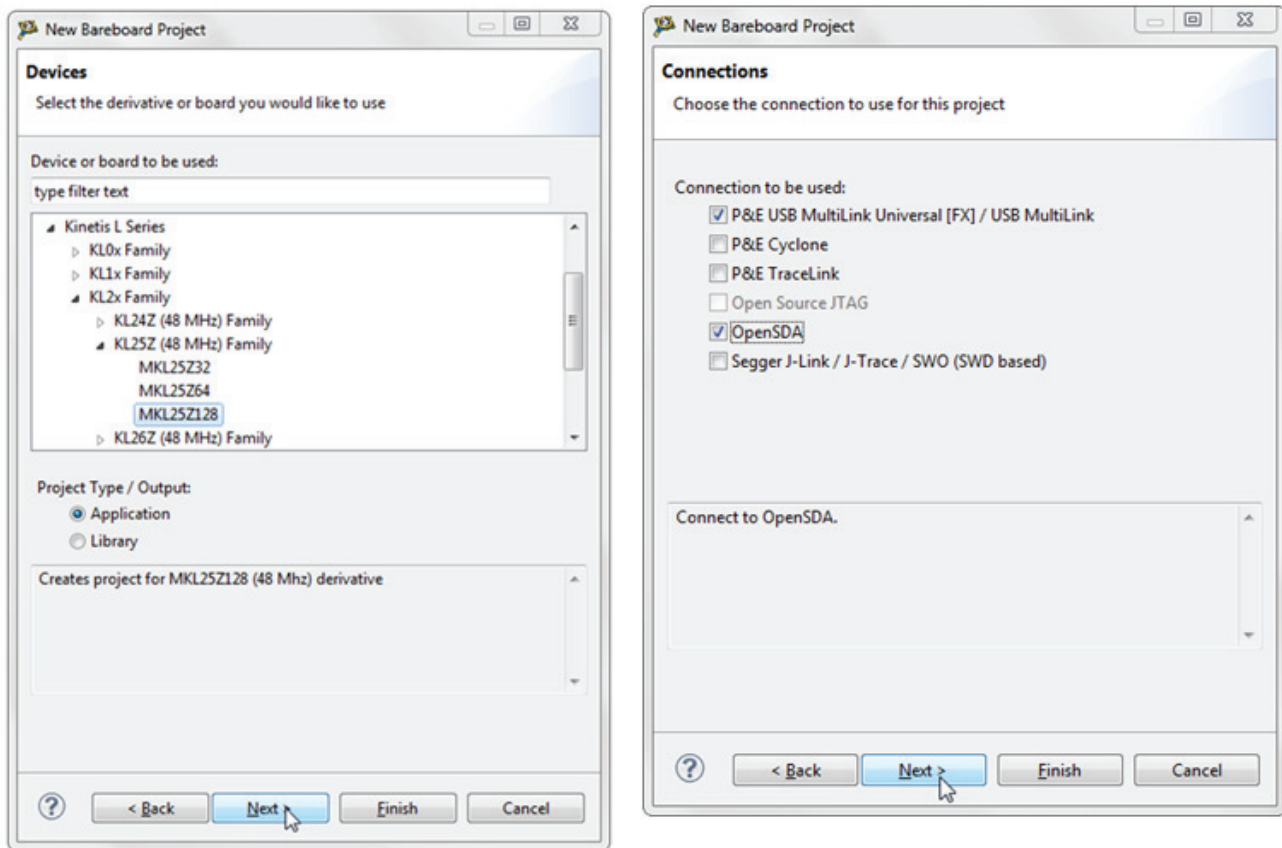 New Bareboard Project
Devices
Select the derivative or board you would like to use
Device or board to be used:
type filter text
Kinetis L Series
KL0x Family
KL1x Family
KL2x Family
KL24Z (48 MHz) Family
KL25Z (48 MHz) Family
MKL25Z32
MKL25Z64
MKL25Z128
KL26Z (48 MHz) Family
Project Type / Output:
Application
Library
Creates project for MKL25Z128 (48 Mhz) derivative
? < Back Next > Finish Cancel
New Bareboard Project
Connections
Choose the connection to use for this project
Connection to be used:
P&E USB MultiLink Universal [FX] / USB MultiLink
P&E Cyclone
P&E TraceLink
Open Source JTAG
OpenSDA
Segger J-Link / J-Trace / SWO (SWD based)
Connect to OpenSDA.
? < Back Next > Finish Cancel